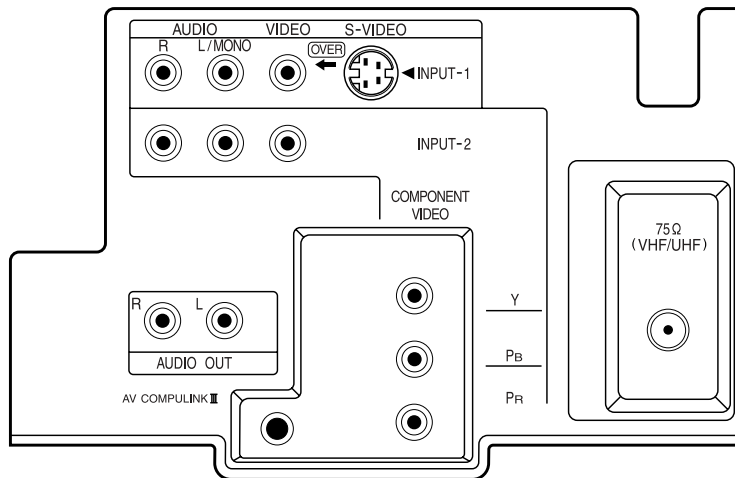 AUDIO VIDEO S-VIDEO
R L/MONO OVER
INPUT-1
INPUT-2
COMPONENT
VIDEO
75Ω
(VHF/UHF)
Y
R L
AUDIO OUT
PB
AV COMPULINK III
PR